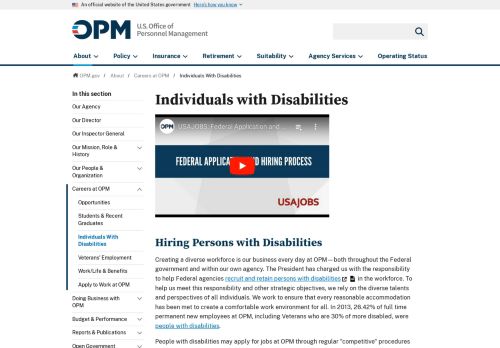 An official website of the United States government Here's how you know
OPM
U.S. Office of
Personnel Management
About
Policy
Insurance
Retirement
Suitability
Agency Services
Operating Status
OPM.gov / About / Careers at OPM / Individuals With Disabilities
In this section
Our Agency
Our Director
Our Inspector General
Our Mission, Role &
History
Our People &
Organization
Careers at OPM
Opportunities
Students & Recent
Graduates
Individuals With
Disabilities
Veterans' Employment
Work/Life & Benefits
Apply to Work at OPM
Doing Business with
OPM
Budget & Performance
Reports & Publications
Open Government
Individuals with Disabilities
OPM
USAJOBS: Federal Application and ...
FEDERAL APPLICATION AND HIRING PROCESS
USAJOBS
Hiring Persons with Disabilities
Creating a diverse workforce is our business every day at OPM—both throughout the Federal
government and within our own agency. The President has charged us with the responsibility
to help Federal agencies recruit and retain persons with disabilities in the workforce. To
help us meet this responsibility and other strategic objectives, we rely on the diverse talents
and perspectives of all individuals. We work to ensure that every reasonable accommodation
has been met to create a comfortable work environment for all. In 2013, 26.42% of full time
permanent new employees at OPM, including Veterans who are 30% of more disabled, were
people with disabilities.
People with disabilities may apply for jobs at OPM through regular "competitive" procedures